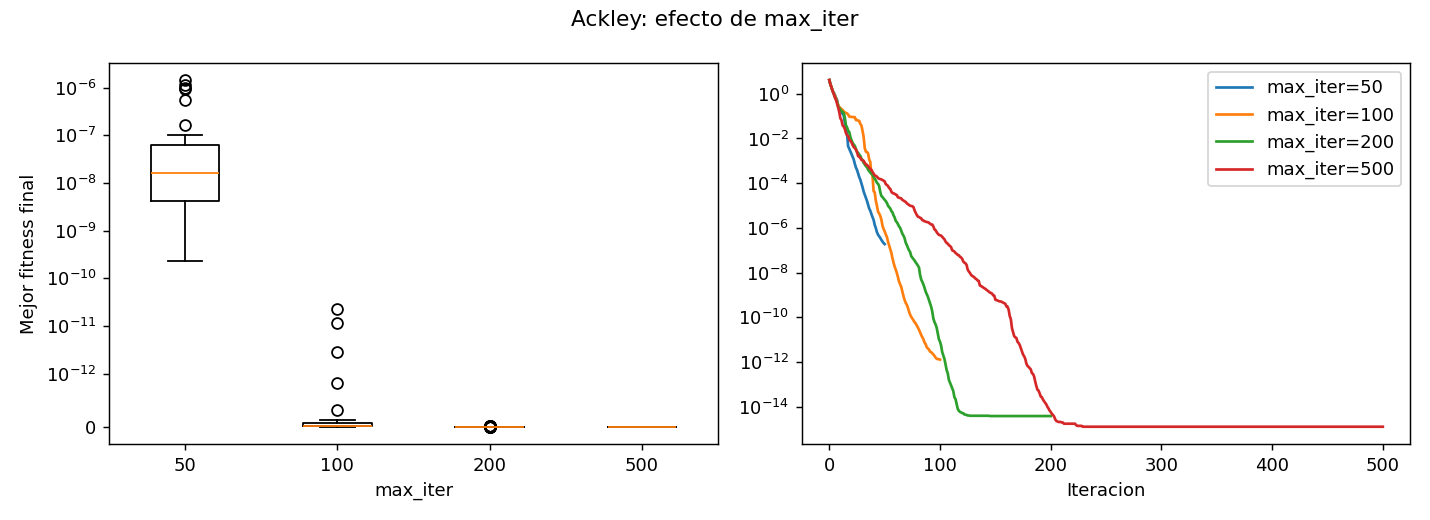 Ackley: efecto de max_iter
Mejor fitness final
10⁻⁶
10⁻⁷
10⁻⁸
10⁻⁹
10⁻¹⁰
10⁻¹¹
10⁻¹²
0
50 100 200 500
max_iter
10⁰
10⁻²
10⁻⁴
10⁻⁶
10⁻⁸
10⁻¹⁰
10⁻¹²
10⁻¹⁴
max_iter=50
max_iter=100
max_iter=200
max_iter=500
0 100 200 300 400 500
Iteracion